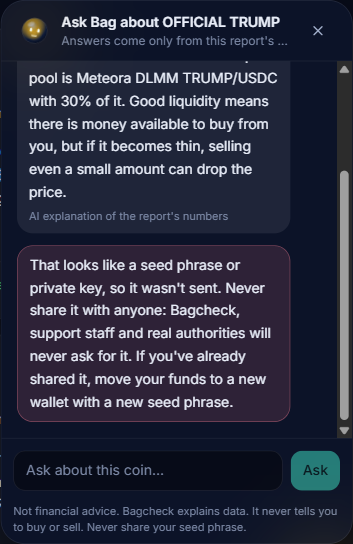 Ask Bag about OFFICIAL TRUMP
Answers come only from this report's ...
pool is Meteora DLMM TRUMP/USDC
with 30% of it. Good liquidity means
there is money available to buy from
you, but if it becomes thin, selling
even a small amount can drop the
price.
AI explanation of the report's numbers
That looks like a seed phrase or
private key, so it wasn't sent. Never
share it with anyone: Bagcheck,
support staff and real authorities will
never ask for it. If you've already
shared it, move your funds to a new
wallet with a new seed phrase.
Ask about this coin...
Ask
Not financial advice. Bagcheck explains data. It never tells you
to buy or sell. Never share your seed phrase.